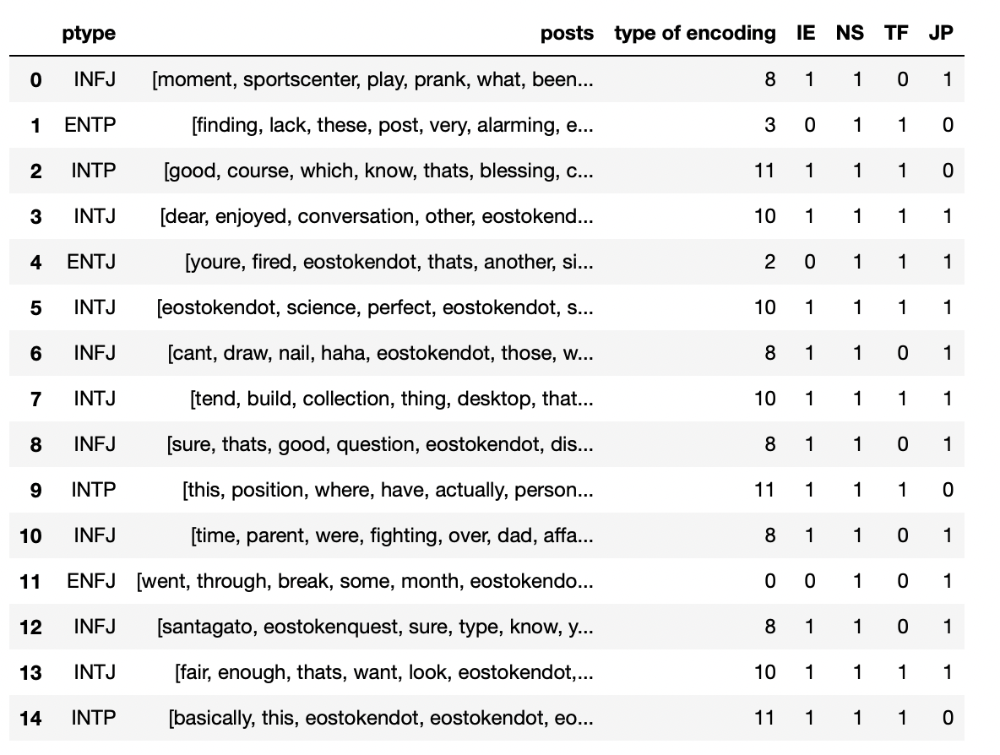 ptype posts type of encoding IE NS TF JP
0 INFJ [moment, sportscenter, play, prank, what, been... 8 1 1 0 1
1 ENTP [finding, lack, these, post, very, alarming, e... 3 0 1 1 0
2 INTP [good, course, which, know, thats, blessing, c... 11 1 1 1 0
3 INTJ [dear, enjoyed, conversation, other, eostokend... 10 1 1 1 1
4 ENTJ [youre, fired, eostokendot, thats, another, si... 2 0 1 1 1
5 INTJ [eostokendot, science, perfect, eostokendot, s... 10 1 1 1 1
6 INFJ [cant, draw, nail, haha, eostokendot, those, w... 8 1 1 0 1
7 INTJ [tend, build, collection, thing, desktop, that... 10 1 1 1 1
8 INFJ [sure, thats, good, question, eostokendot, dis... 8 1 1 0 1
9 INTP [this, position, where, have, actually, person... 11 1 1 1 0
10 INFJ [time, parent, were, fighting, over, dad, affa... 8 1 1 0 1
11 ENFJ [went, through, break, some, month, eostokendo... 0 0 1 0 1
12 INFJ [santagato, eostokenquest, sure, type, know, y... 8 1 1 0 1
13 INTJ [fair, enough, thats, want, look, eostokendot,... 10 1 1 1 1
14 INTP [basically, this, eostokendot, eostokendot, eo... 11 1 1 1 0